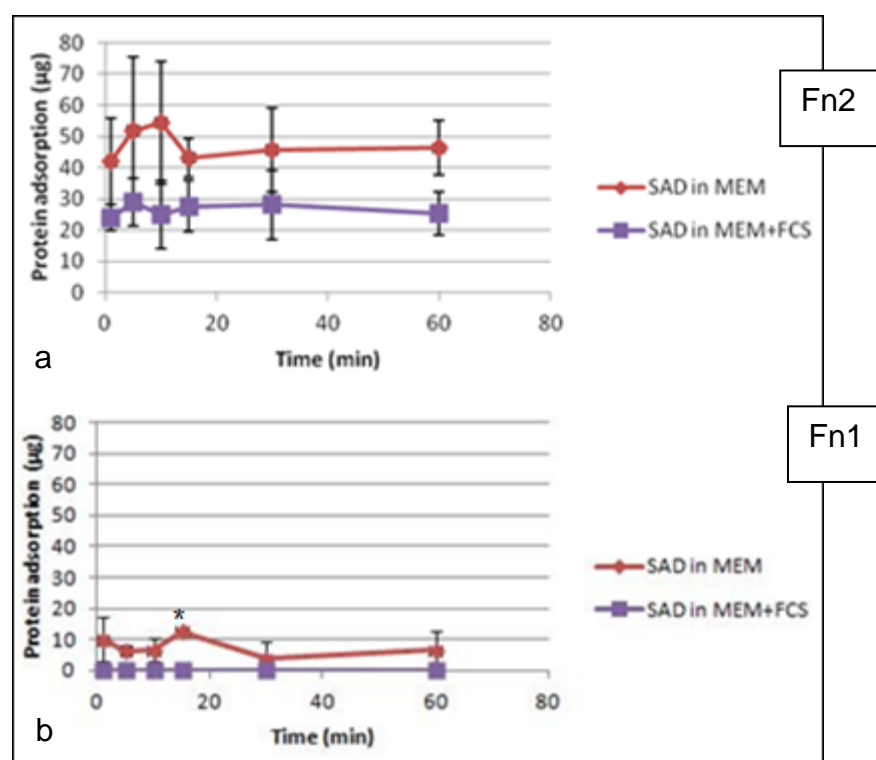 Fn2
80
70
60
50
40
30
20
10
0
Protein adsorption (µg)
0 20 40 60 80
Time (min)
SAD in MEM
SAD in MEM+FCS
a
Fn1
80
70
60
50
40
30
20
10
0
Protein adsorption (µg)
*
0 20 40 60 80
Time (min)
SAD in MEM
SAD in MEM+FCS
b